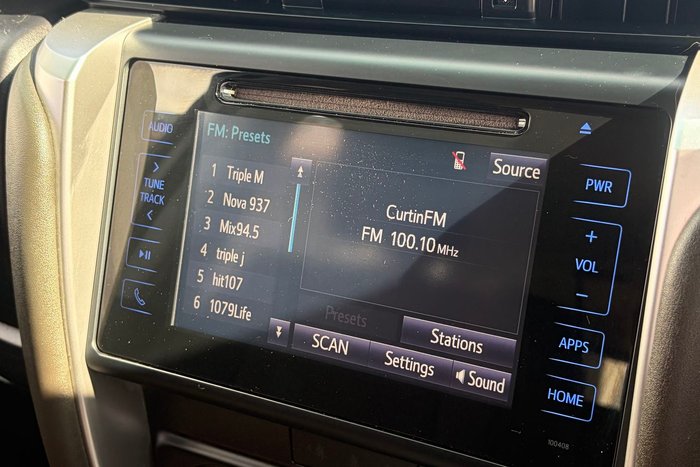 AUDIO
FM: Presets
Source
PWR
>
TUNE
TRACK
<
1 Triple M
2 Nova 937
3 Mix94.5
4 triple j
5 hit107
6 1079Life
CurtinFM
FM 100.10 MHz
+
VOL
−
Presets
Stations
SCAN
Settings
Sound
APPS
HOME
100408